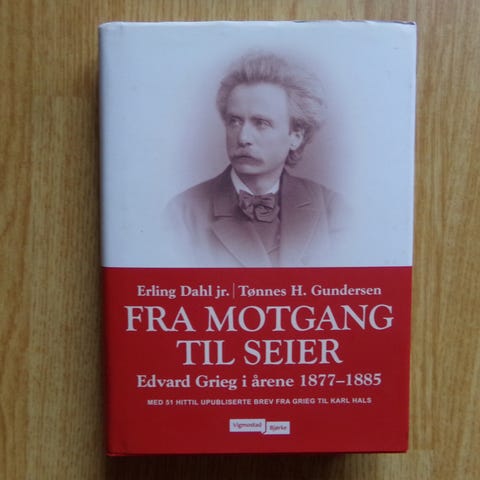 Erling Dahl jr. | Tønnes H. Gundersen
FRA MOTGANG
TIL SEIER
Edvard Grieg i årene 1877–1885
MED 51 HITTIL UPUBLISERTE BREV FRA GRIEG TIL KARL HALS
Vigmostad
Bjørke